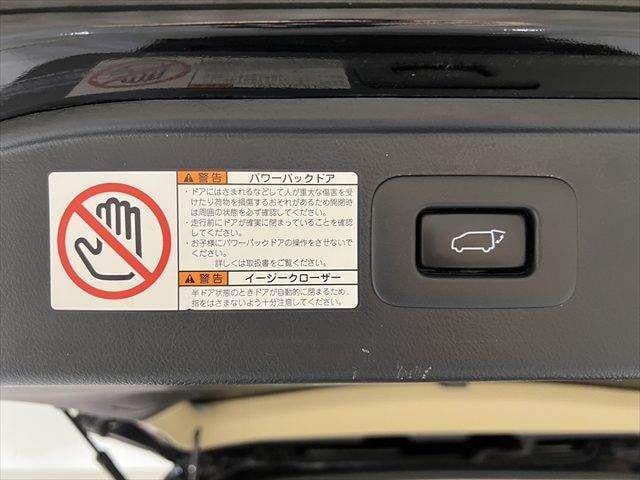 警告 パワーバックドア
・ドアにはさまれるなどして人が重大な傷害を受
けたり荷物を損傷するおそれがあるため開閉時
は周囲の状態を必ず確認してください。
・走行前にドアが確実に閉まっていることを確認
してください。
・お子様にパワーバックドアの操作をさせないで
ください。
詳しくは取扱書をご覧ください。
警告 イージークローザー
半ドア状態のときドアが自動的に閉まるため、
指をはさまないよう十分注意してください。